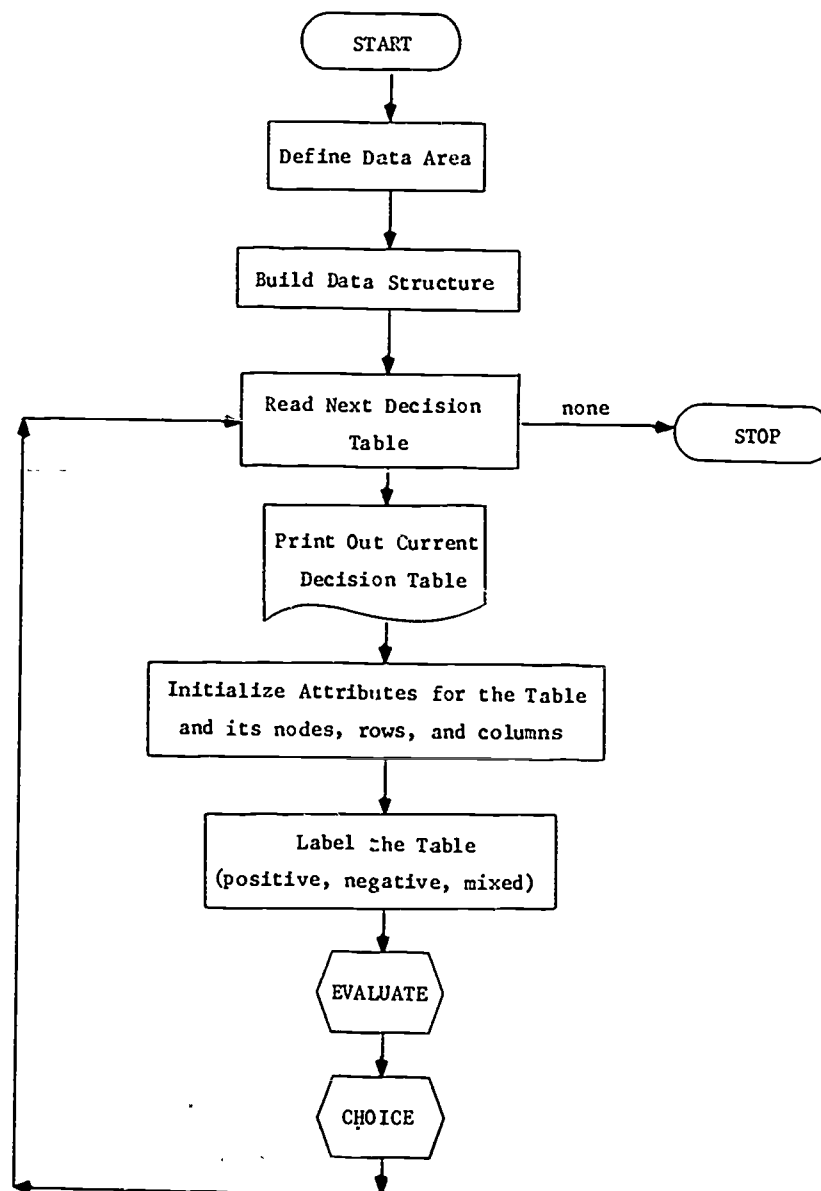 START
Define Data Area
Build Data Structure
Read Next Decision
Table
none
STOP
Print Out Current
Decision Table
Initialize Attributes for the Table
and its nodes, rows, and columns
Label the Table
(positive, negative, mixed)
EVALUATE
CHOICE